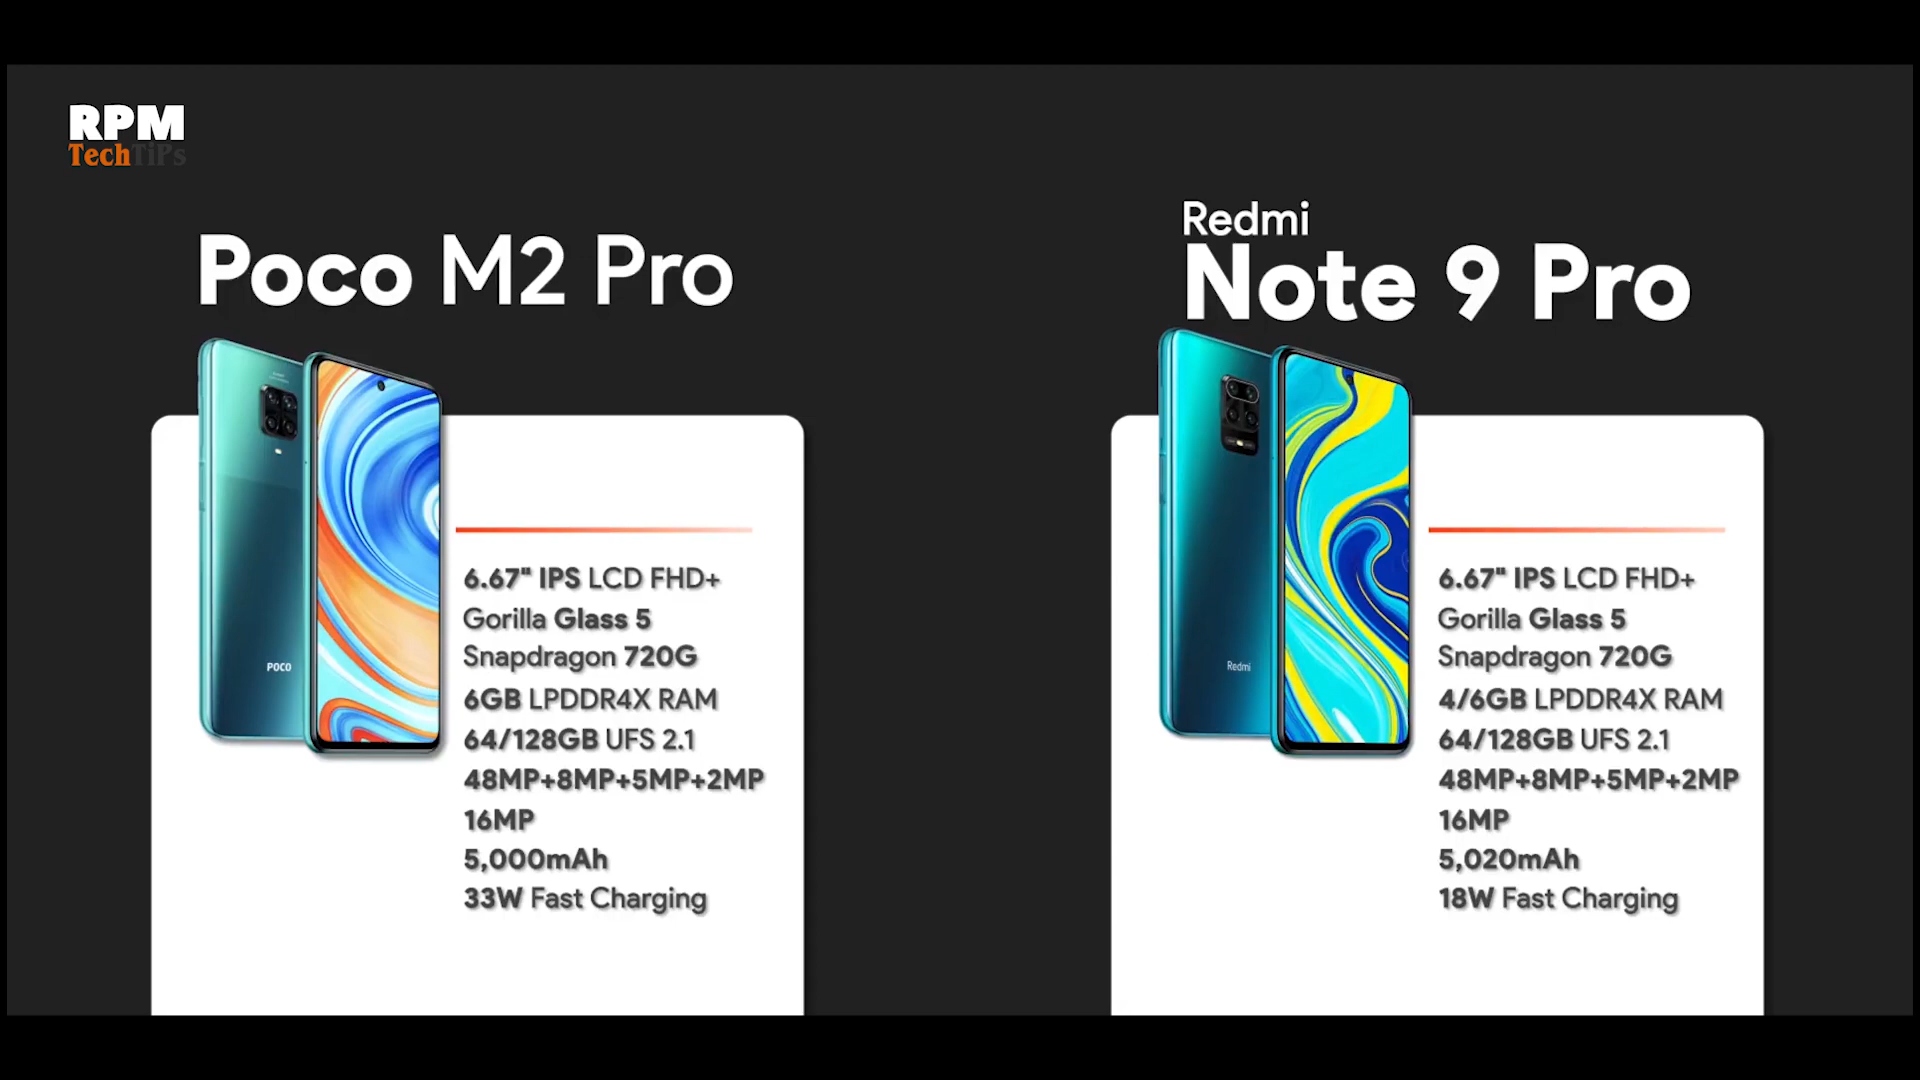 RPM
TechTiPs
Poco M2 Pro
POCO
6.67" IPS LCD FHD+
Gorilla Glass 5
Snapdragon 720G
6GB LPDDR4X RAM
64/128GB UFS 2.1
48MP+8MP+5MP+2MP
16MP
5,000mAh
33W Fast Charging
Redmi
Note 9 Pro
Redmi
6.67" IPS LCD FHD+
Gorilla Glass 5
Snapdragon 720G
4/6GB LPDDR4X RAM
64/128GB UFS 2.1
48MP+8MP+5MP+2MP
16MP
5,020mAh
18W Fast Charging